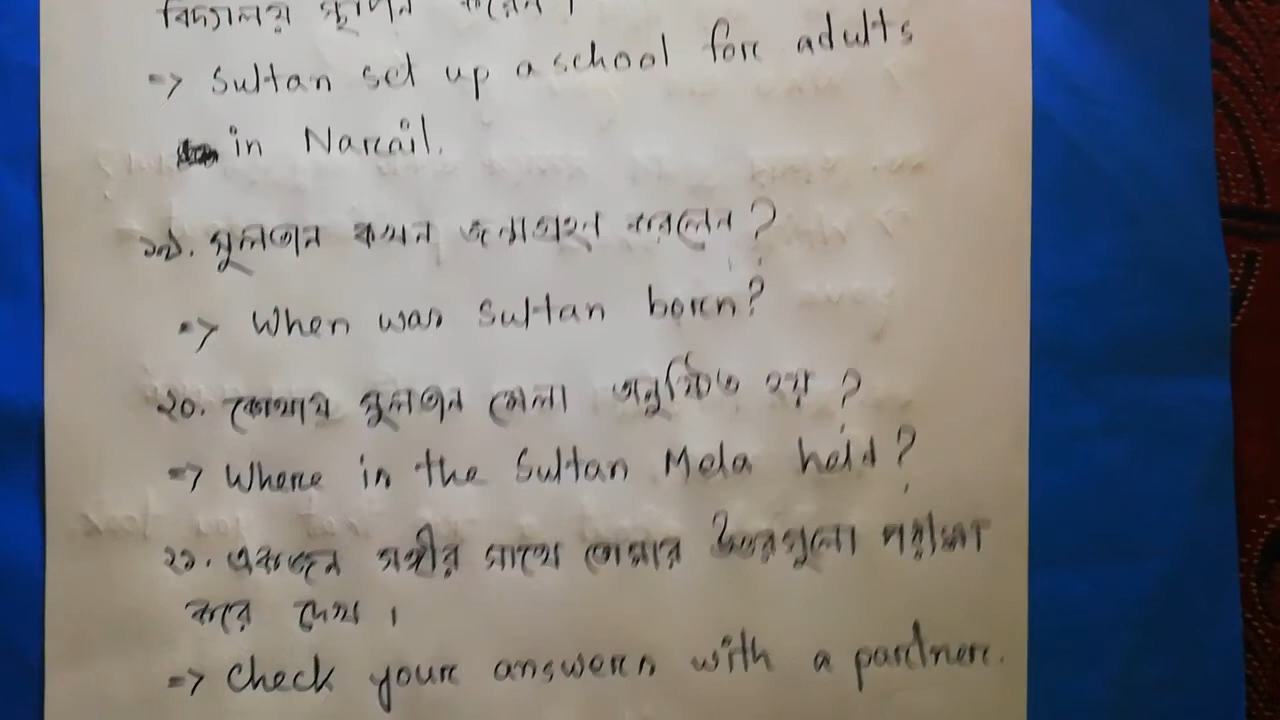 বিদ্যালয় স্থাপন করেন।
=> Sultan set up a school for adults
in Narail.
১৯. সুলতান কখন জন্মগ্রহণ করলেন?
=> When was Sultan born?
২০. কোথায় সুলতান মেলা অনুষ্ঠিত হয়?
=> Where is the Sultan Mela held?
২১. একজন সঙ্গীর সাথে তোমার উত্তরগুলো পরীক্ষা
করে দেখ।
=> Check your answers with a partner.